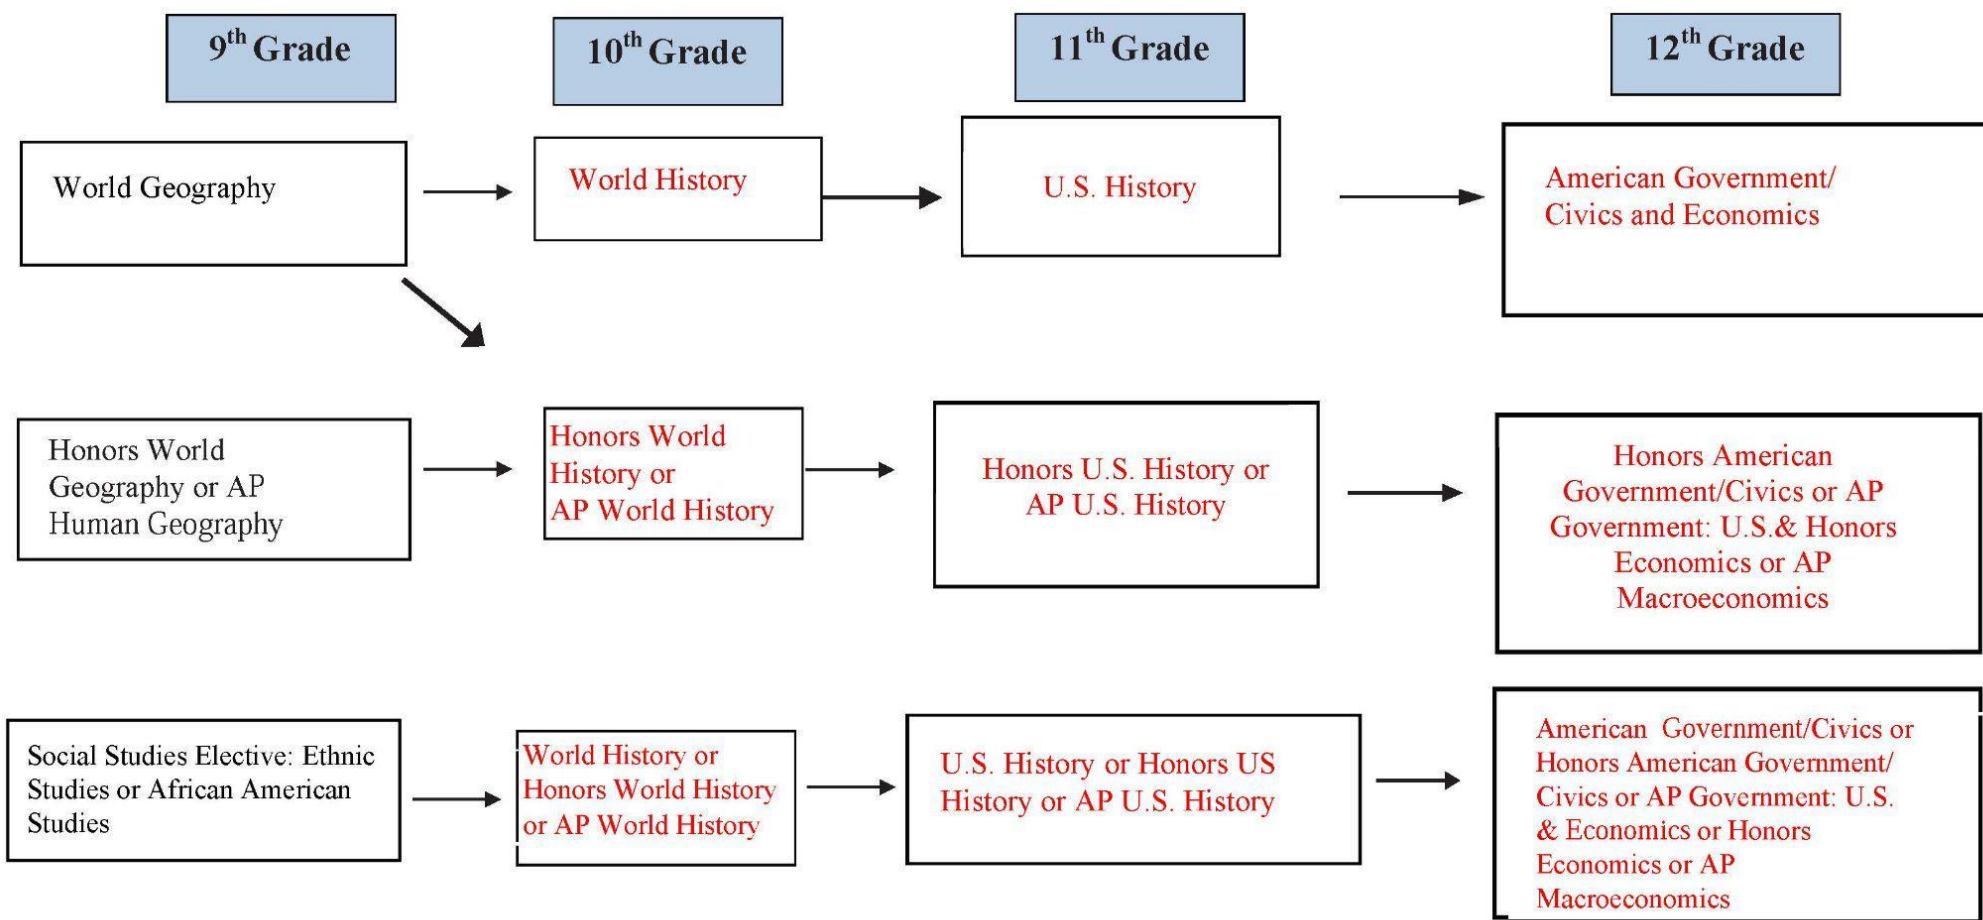 9th Grade
10th Grade
11th Grade
12th Grade
World Geography
World History
U.S. History
American Government/
Civics and Economics
Honors World
Geography or AP
Human Geography
Honors World
History or
AP World History
Honors U.S. History or
AP U.S. History
Honors American
Government/Civics or AP
Government: U.S.& Honors
Economics or AP
Macroeconomics
Social Studies Elective: Ethnic
Studies or African American
Studies
World History or
Honors World History
or AP World History
U.S. History or Honors US
History or AP U.S. History
American Government/Civics or
Honors American Government/
Civics or AP Government: U.S.
& Economics or Honors
Economics or AP
Macroeconomics